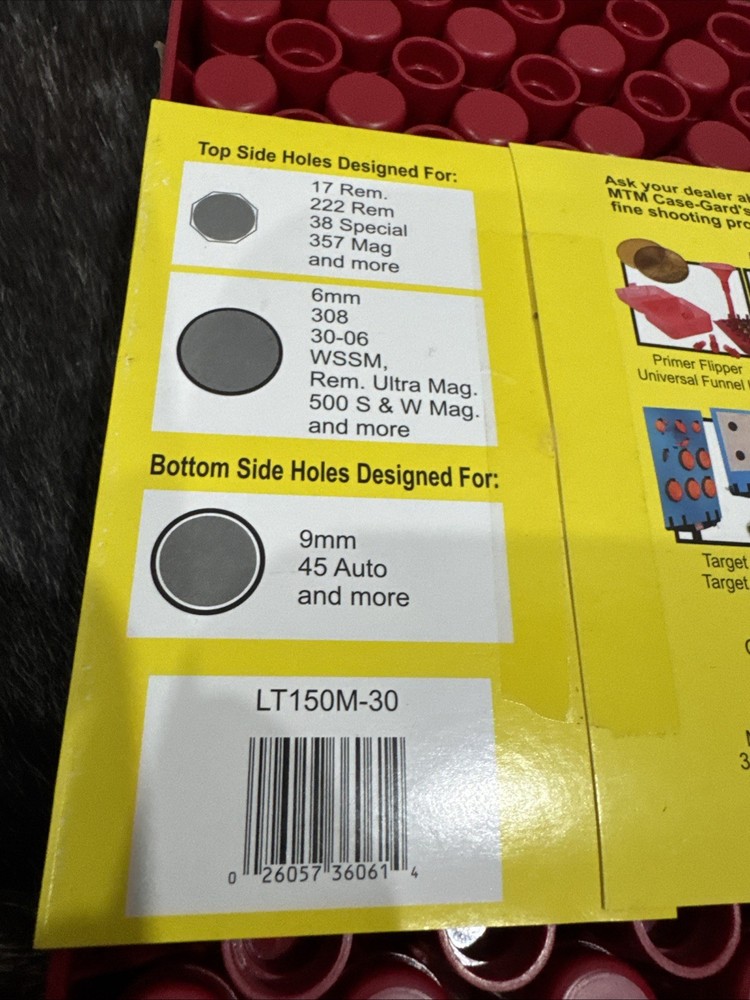 Top Side Holes Designed For:
17 Rem.
222 Rem
38 Special
357 Mag
and more
6mm
308
30-06
WSSM,
Rem. Ultra Mag.
500 S & W Mag.
and more
Bottom Side Holes Designed For:
9mm
45 Auto
and more
LT150M-30
0 26057 36061 4
Ask your dealer
MTM Case-Gard's
fine shooting
Primer Flipper
Universal Funnel
Target
Target